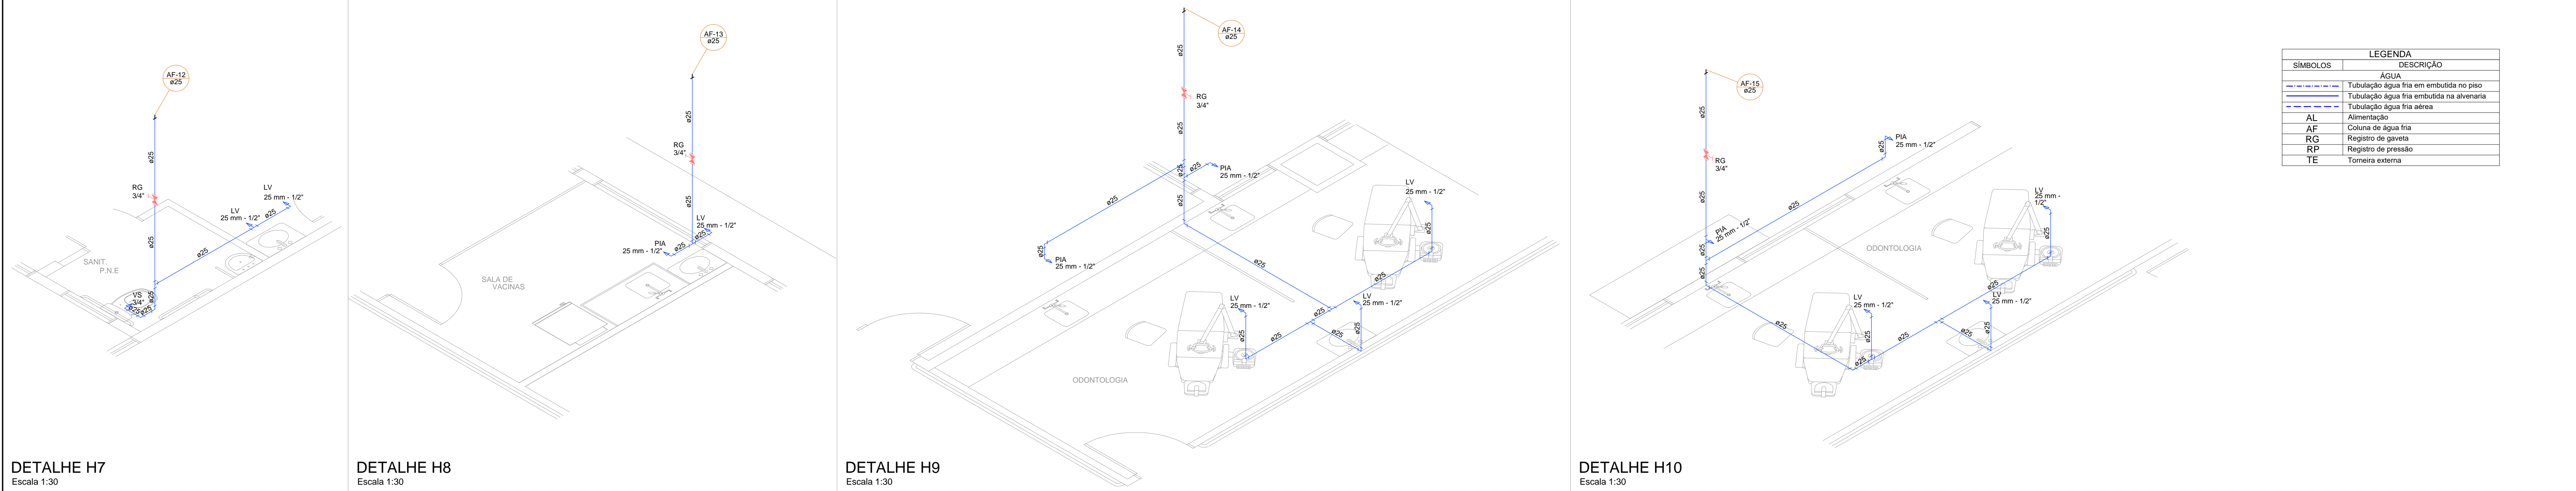 AF-12
ø25
ø25
RG
3/4"
ø25
LV
25 mm - 1/2"
LV
25 mm - 1/2"
ø25
ø25
SANIT.
P.N.E
VS
3/4"
ø25
ø25
ø25
DETALHE H7
Escala 1:30
AF-13
ø25
ø25
RG
3/4"
ø25
LV
25 mm - 1/2"
ø25
PIA
25 mm - 1/2"
ø25
SALA DE
VACINAS
DETALHE H8
Escala 1:30
AF-14
ø25
ø25
RG
3/4"
ø25
ø25
ø25
PIA
25 mm - 1/2"
ø25
ø25
ø25
PIA
25 mm - 1/2"
LV
25 mm - 1/2"
ø25
ø25
ø25
LV
25 mm - 1/2"
LV
25 mm - 1/2"
ø25
ø25
ø25
ø25
ODONTOLOGIA
DETALHE H9
Escala 1:30
AF-15
ø25
ø25
RG
3/4"
ø25
PIA
25 mm - 1/2"
ø25
ø25
PIA
25 mm - 1/2"
ø25
ø25
LV
25 mm -
1/2"
ODONTOLOGIA
ø25
ø25
LV
25 mm - 1/2"
LV
25 mm - 1/2"
ø25
ø25
ø25
ø25
ø25
ø25
DETALHE H10
Escala 1:30
LEGENDA
SÍMBOLOS DESCRIÇÃO
ÁGUA
Tubulação água fria em embutida no piso
Tubulação água fria embutida na alvenaria
Tubulação água fria aérea
AL Alimentação
AF Coluna de água fria
RG Registro de gaveta
RP Registro de pressão
TE Torneira externa